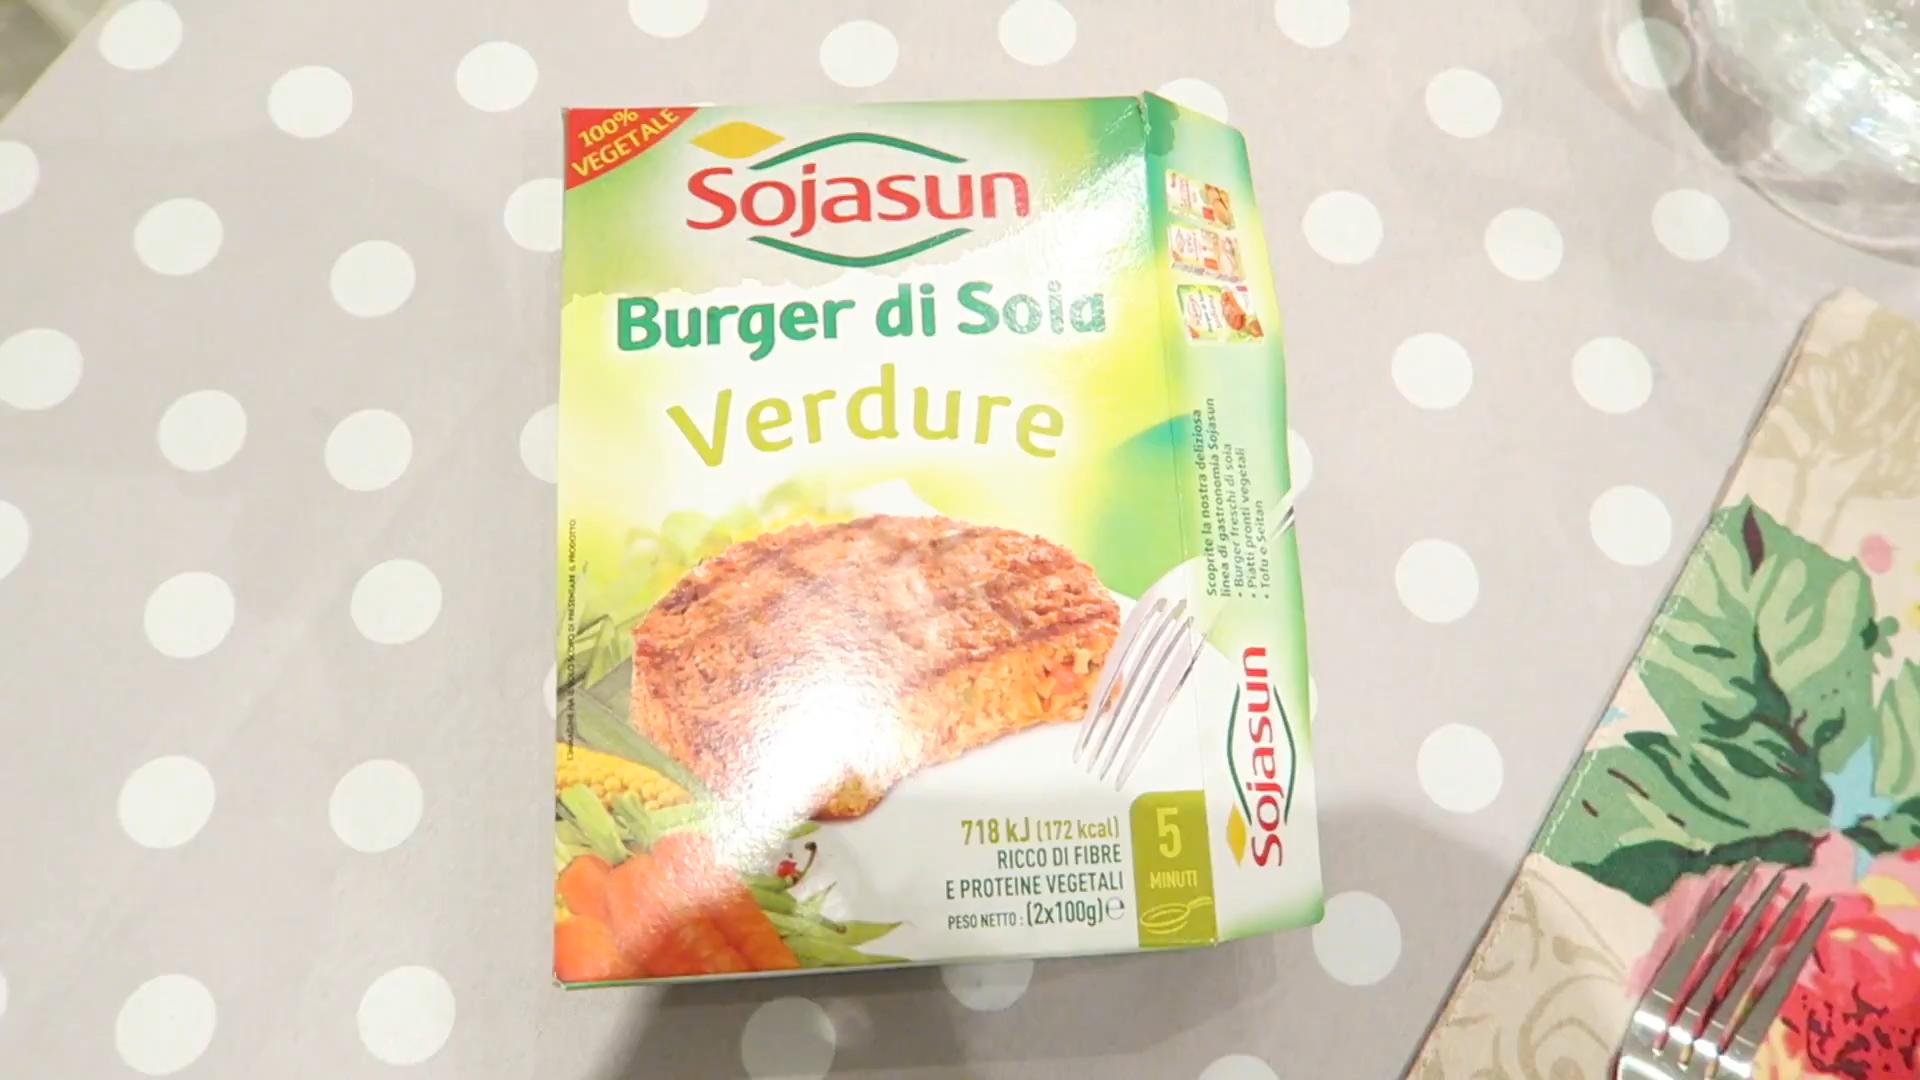 100%
VEGETALE
Sojasun
Burger di Soia
Verdure
718 kJ (172 kcal)
RICCO DI FIBRE
E PROTEINE VEGETALI
PESO NETTO : (2x100g)e
5
MINUTI
Scoprite la nostra deliziosa
linea di gastronomia Sojasun
• Burger freschi di soia
• Piatti pronti vegetali
• Tofu e Seitan
Sojasun